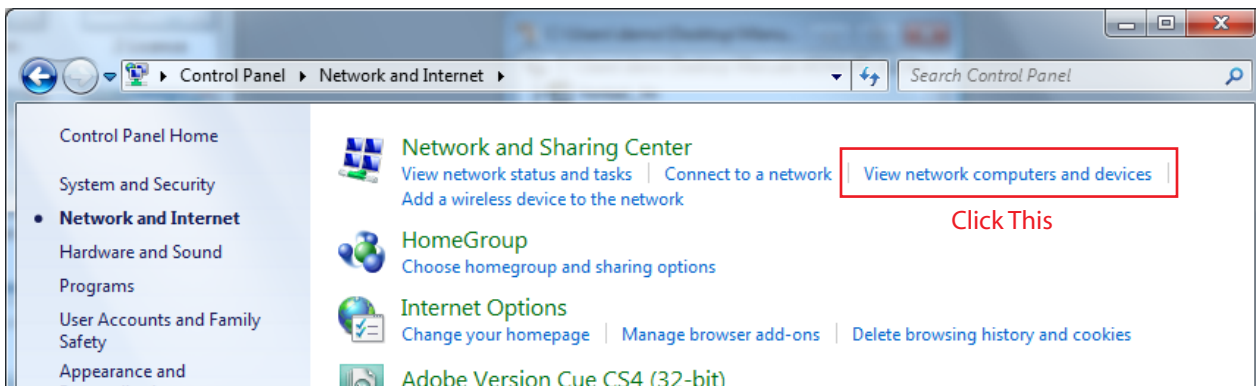 Control Panel ▸ Network and Internet ▸
Search Control Panel
Control Panel Home
System and Security
Network and Internet
Hardware and Sound
Programs
User Accounts and Family
Safety
Appearance and
Network and Sharing Center
View network status and tasks
Connect to a network
View network computers and devices
Add a wireless device to the network
Click This
HomeGroup
Choose homegroup and sharing options
Internet Options
Change your homepage
Manage browser add-ons
Delete browsing history and cookies
Adobe Version Cue CS4 (32-bit)